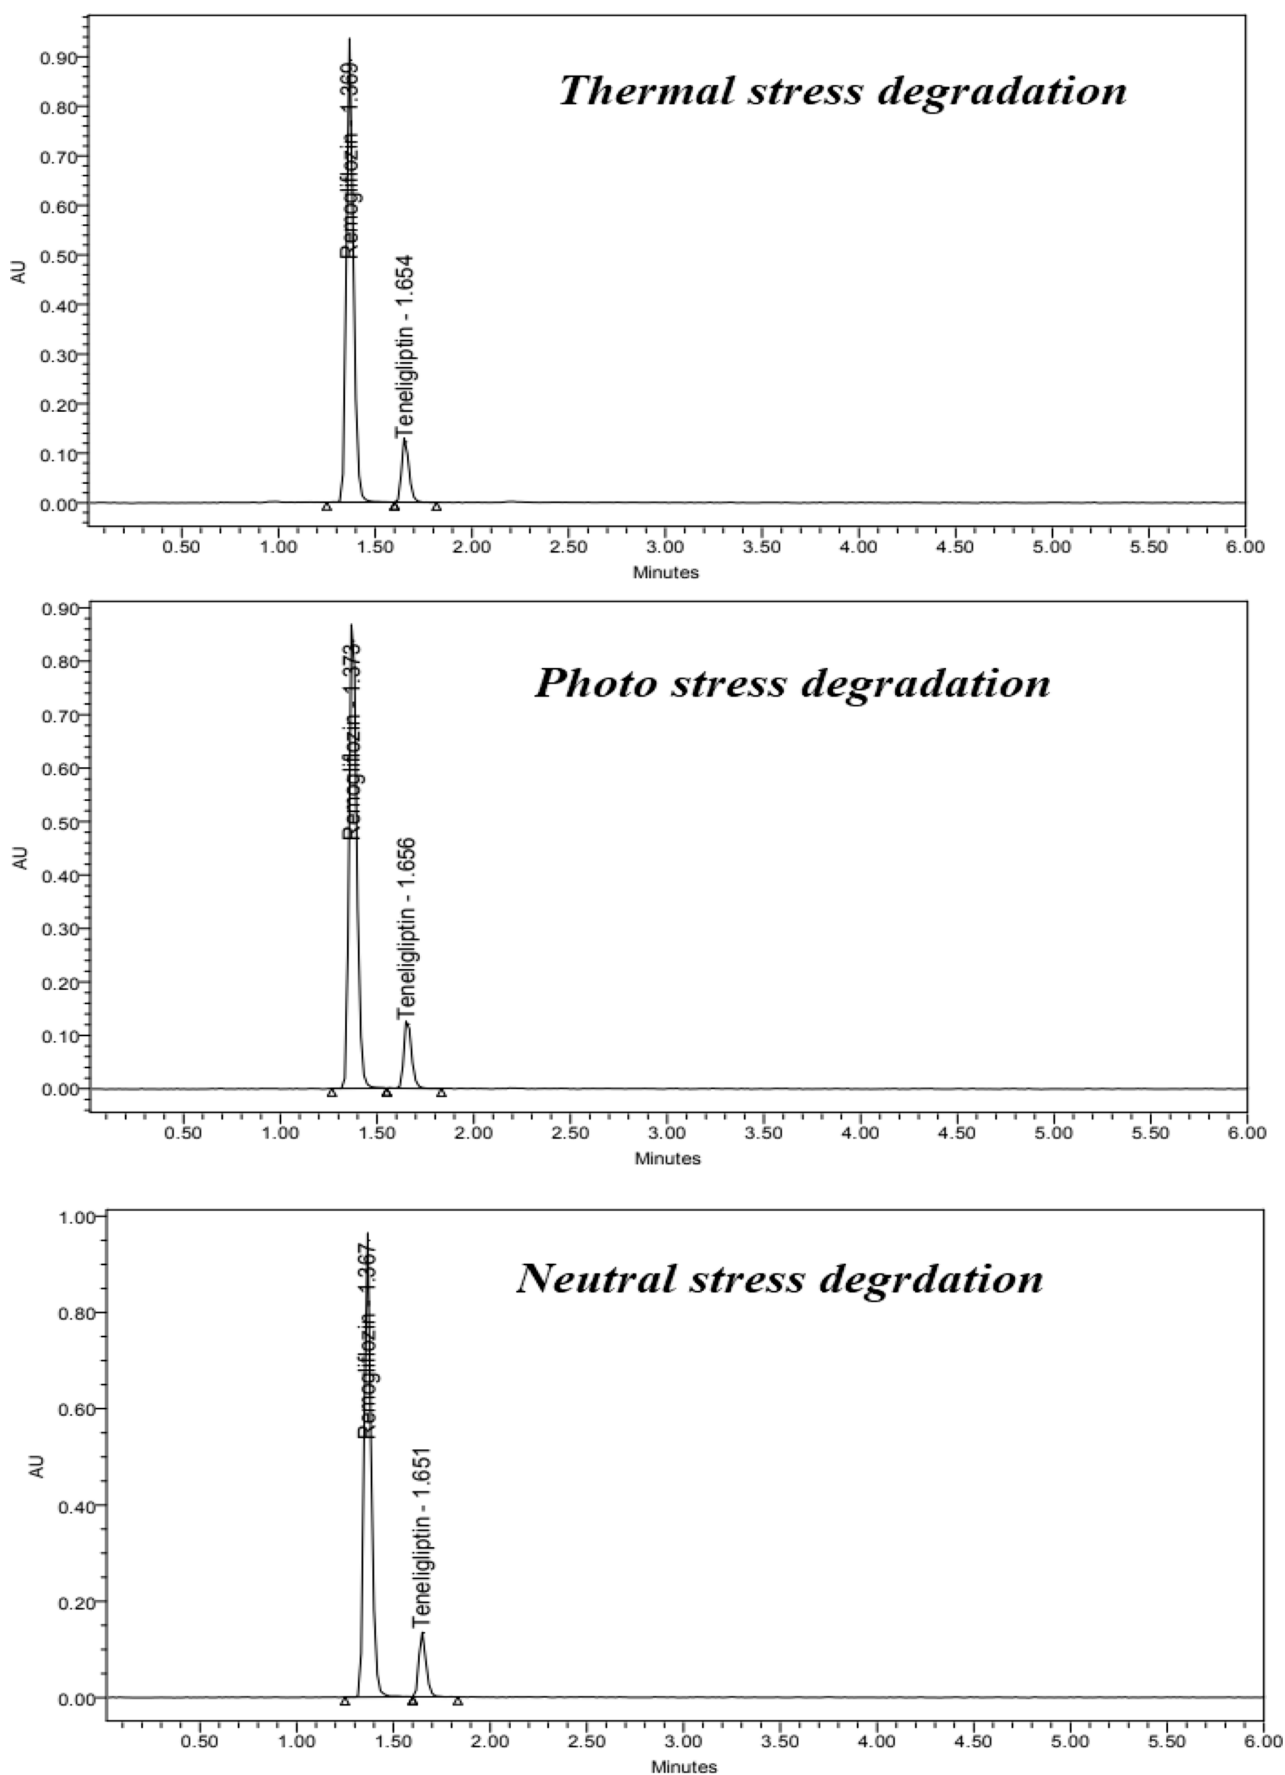 Thermal stress degradation
AU
0.90
0.80
0.70
0.60
0.50
0.40
0.30
0.20
0.10
0.00
Remogliflozin - 1.369
Teneligliptin - 1.654
0.50 1.00 1.50 2.00 2.50 3.00 3.50 4.00 4.50 5.00 5.50 6.00
Minutes
Photo stress degradation
AU
0.90
0.80
0.70
0.60
0.50
0.40
0.30
0.20
0.10
0.00
Remogliflozin - 1.373
Teneligliptin - 1.656
0.50 1.00 1.50 2.00 2.50 3.00 3.50 4.00 4.50 5.00 5.50 6.00
Minutes
Neutral stress degrdation
AU
1.00
0.80
0.60
0.40
0.20
0.00
Remogliflozin - 1.367
Teneligliptin - 1.651
0.50 1.00 1.50 2.00 2.50 3.00 3.50 4.00 4.50 5.00 5.50 6.00
Minutes